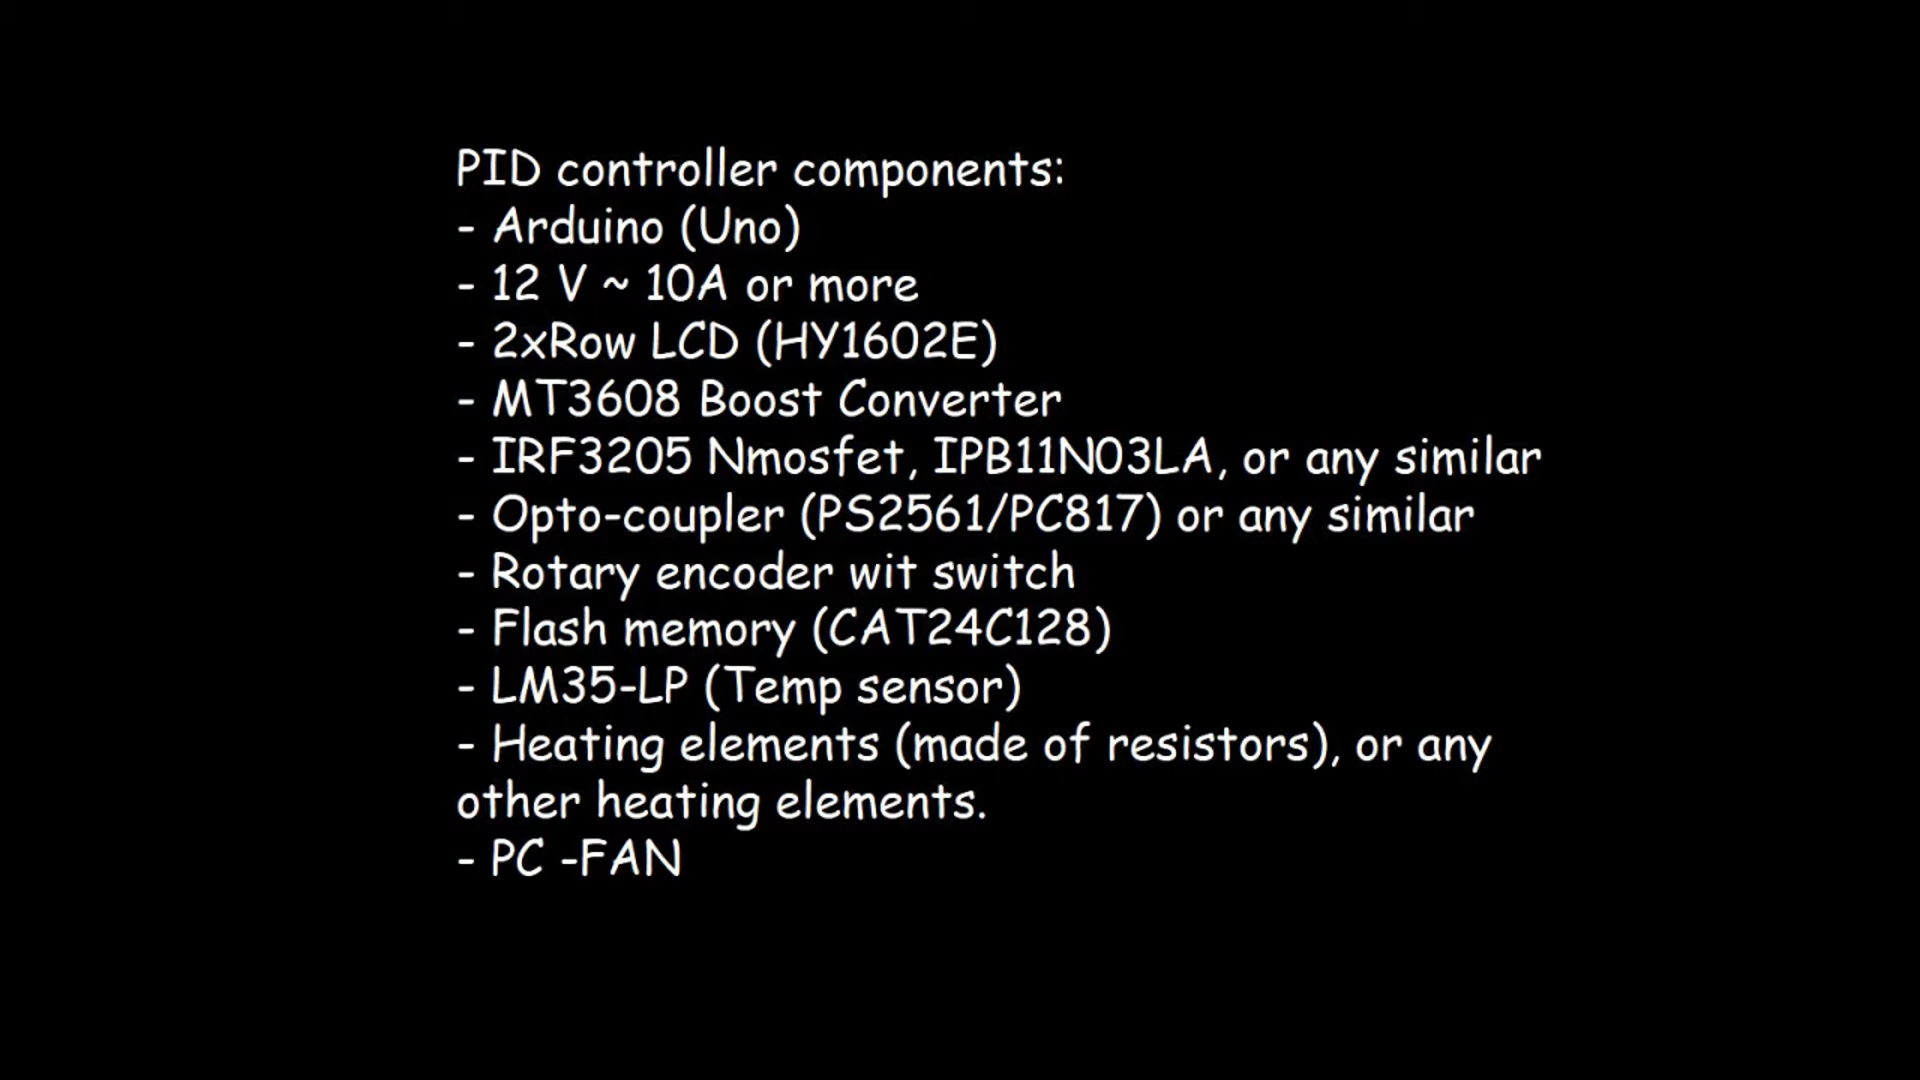 PID controller components:
- Arduino (Uno)
- 12 V ~ 10A or more
- 2xRow LCD (HY1602E)
- MT3608 Boost Converter
- IRF3205 Nmosfet, IPB11N03LA, or any similar
- Opto-coupler (PS2561/PC817) or any similar
- Rotary encoder wit switch
- Flash memory (CAT24C128)
- LM35-LP (Temp sensor)
- Heating elements (made of resistors), or any
other heating elements.
- PC -FAN